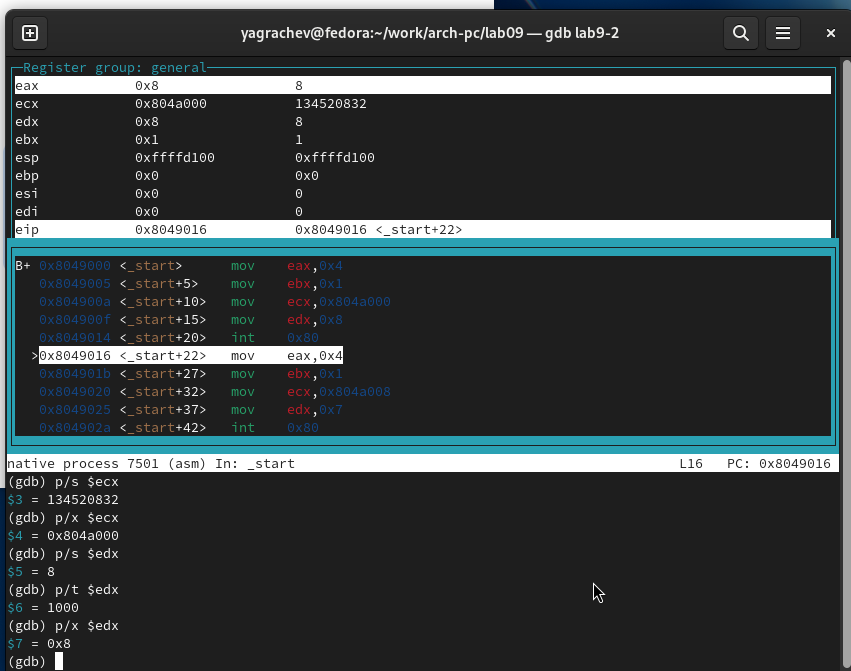 yagrachev@fedora:~/work/arch-pc/lab09 — gdb lab9-2
Register group: general
eax 0x8 8
ecx 0x804a000 134520832
edx 0x8 8
ebx 0x1 1
esp 0xffffd100 0xffffd100
ebp 0x0 0x0
esi 0x0 0
edi 0x0 0
eip 0x8049016 0x8049016 <_start+22>
B+ 0x8049000 <_start> mov eax,0x4
0x8049005 <_start+5> mov ebx,0x1
0x804900a <_start+10> mov ecx,0x804a000
0x804900f <_start+15> mov edx,0x8
0x8049014 <_start+20> int 0x80
>0x8049016 <_start+22> mov eax,0x4
0x804901b <_start+27> mov ebx,0x1
0x8049020 <_start+32> mov ecx,0x804a008
0x8049025 <_start+37> mov edx,0x7
0x804902a <_start+42> int 0x80
native process 7501 (asm) In: _start L16 PC: 0x8049016
(gdb) p/s $ecx
$3 = 134520832
(gdb) p/x $ecx
$4 = 0x804a000
(gdb) p/s $edx
$5 = 8
(gdb) p/t $edx
$6 = 1000
(gdb) p/x $edx
$7 = 0x8
(gdb)